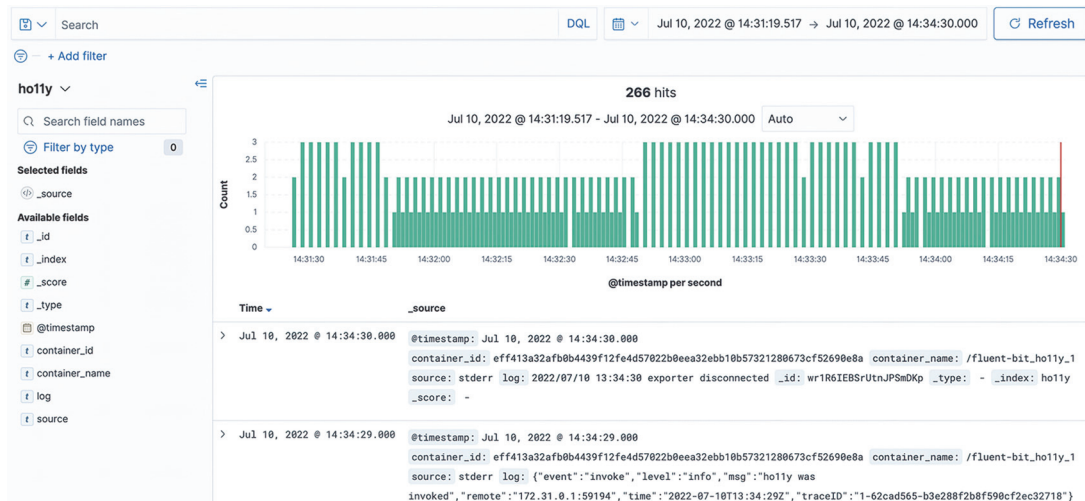 Search DQL Jul 10, 2022 @ 14:31:19.517 → Jul 10, 2022 @ 14:34:30.000 Refresh
+ Add filter
ho11y
Search field names
Filter by type 0
Selected fields
_source
Available fields
t _id
t _index
# _score
t _type
@timestamp
t container_id
t container_name
t log
t source
266 hits
Jul 10, 2022 @ 14:31:19.517 - Jul 10, 2022 @ 14:34:30.000 Auto
Count
3
2.5
2
1.5
1
0.5
0
14:31:30 14:31:45 14:32:00 14:32:15 14:32:30 14:32:45 14:33:00 14:33:15 14:33:30 14:33:45 14:34:00 14:34:15 14:34:30
@timestamp per second
Time _source
Jul 10, 2022 @ 14:34:30.000 @timestamp: Jul 10, 2022 @ 14:34:30.000
container_id: eff413a32afb0b4439f12fe4d57022b0eea32ebb10b57321280673cf52690e8a container_name: /fluent-bit_ho11y_1
source: stderr log: 2022/07/10 13:34:30 exporter disconnected _id: wr1R6IEBSrUtnJPSmDKp _type: - _index: ho11y
_score: -
Jul 10, 2022 @ 14:34:29.000 @timestamp: Jul 10, 2022 @ 14:34:29.000
container_id: eff413a32afb0b4439f12fe4d57022b0eea32ebb10b57321280673cf52690e8a container_name: /fluent-bit_ho11y_1
source: stderr log: {"event":"invoke","level":"info","msg":"ho11y was
invoked","remote":"172.31.0.1:59194","time":"2022-07-10T13:34:29Z","traceID":"1-62cad565-b3e288f2b8f590cf2ec32718"}